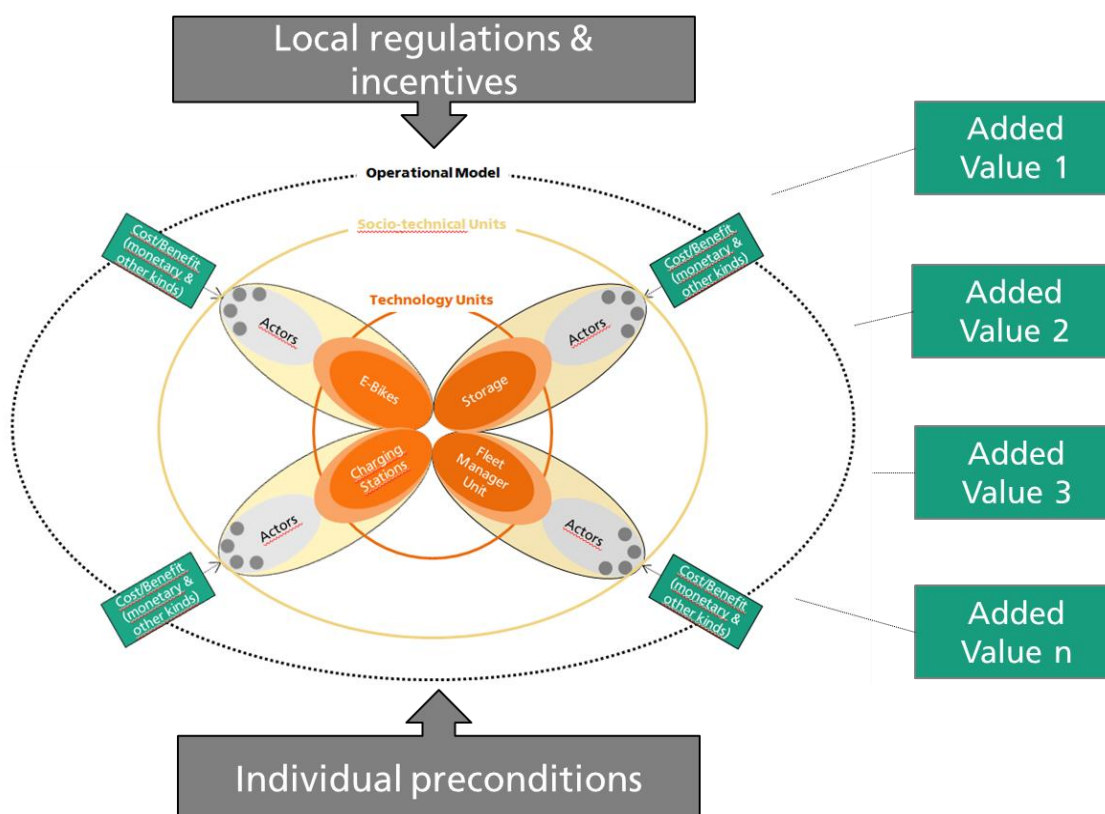 Local regulations &
incentives
Added
Value 1
Operational Model
Cost/Benefit
(monetary &
other kinds)
Socio-technical Units
Cost/Benefit
(monetary &
other kinds)
Technology Units
Actors
Actors
Added
Value 2
E-Bikes
Storage
Charging
Stations
Fleet
Manager
Unit
Added
Value 3
Actors
Actors
Cost/Benefit
(monetary &
other kinds)
Cost/Benefit
(monetary &
other kinds)
Added
Value n
Individual preconditions